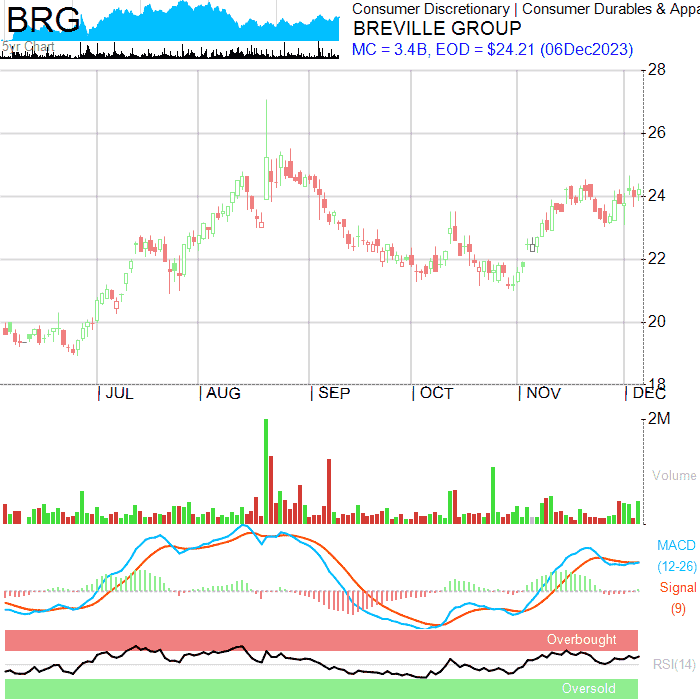 BRG
Consumer Discretionary | Consumer Durables & Appa
BREVILLE GROUP
5yr Chart
MC = 3.4B, EOD = $24.21 (06Dec2023)
28
26
24
22
20
18
JUL
AUG
SEP
OCT
NOV
DEC
2M
Volume
MACD
(12-26)
Signal
(9)
Overbought
RSI(14)
Oversold